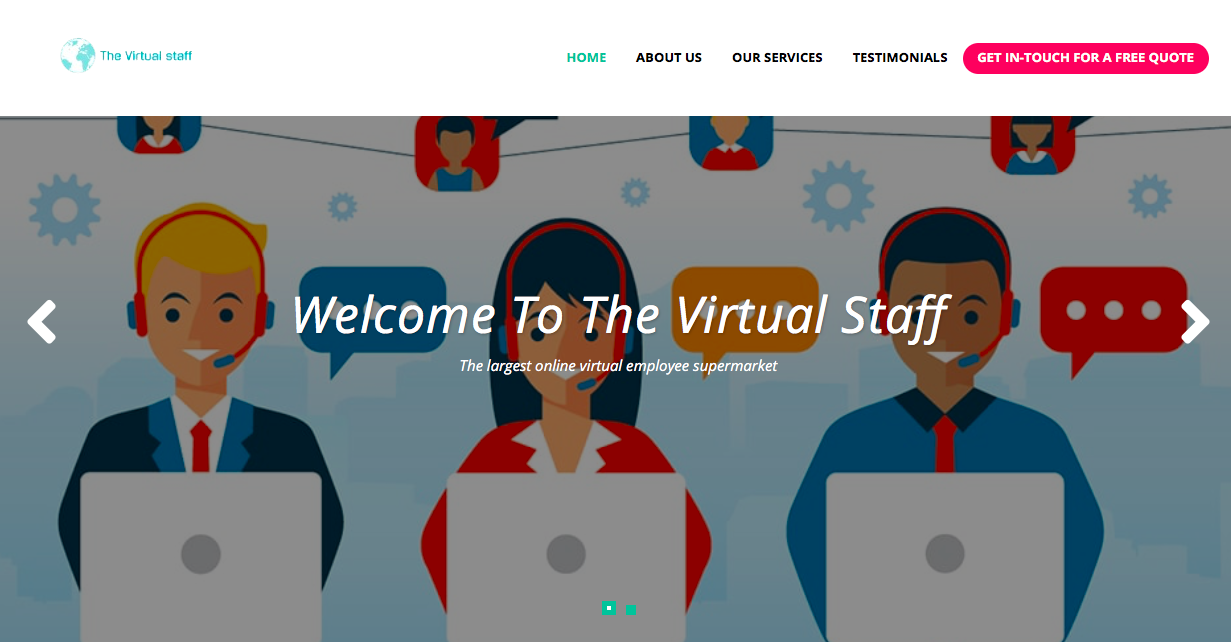 The Virtual staff
HOME ABOUT US OUR SERVICES TESTIMONIALS GET IN-TOUCH FOR A FREE QUOTE
Welcome To The Virtual Staff
The largest online virtual employee supermarket